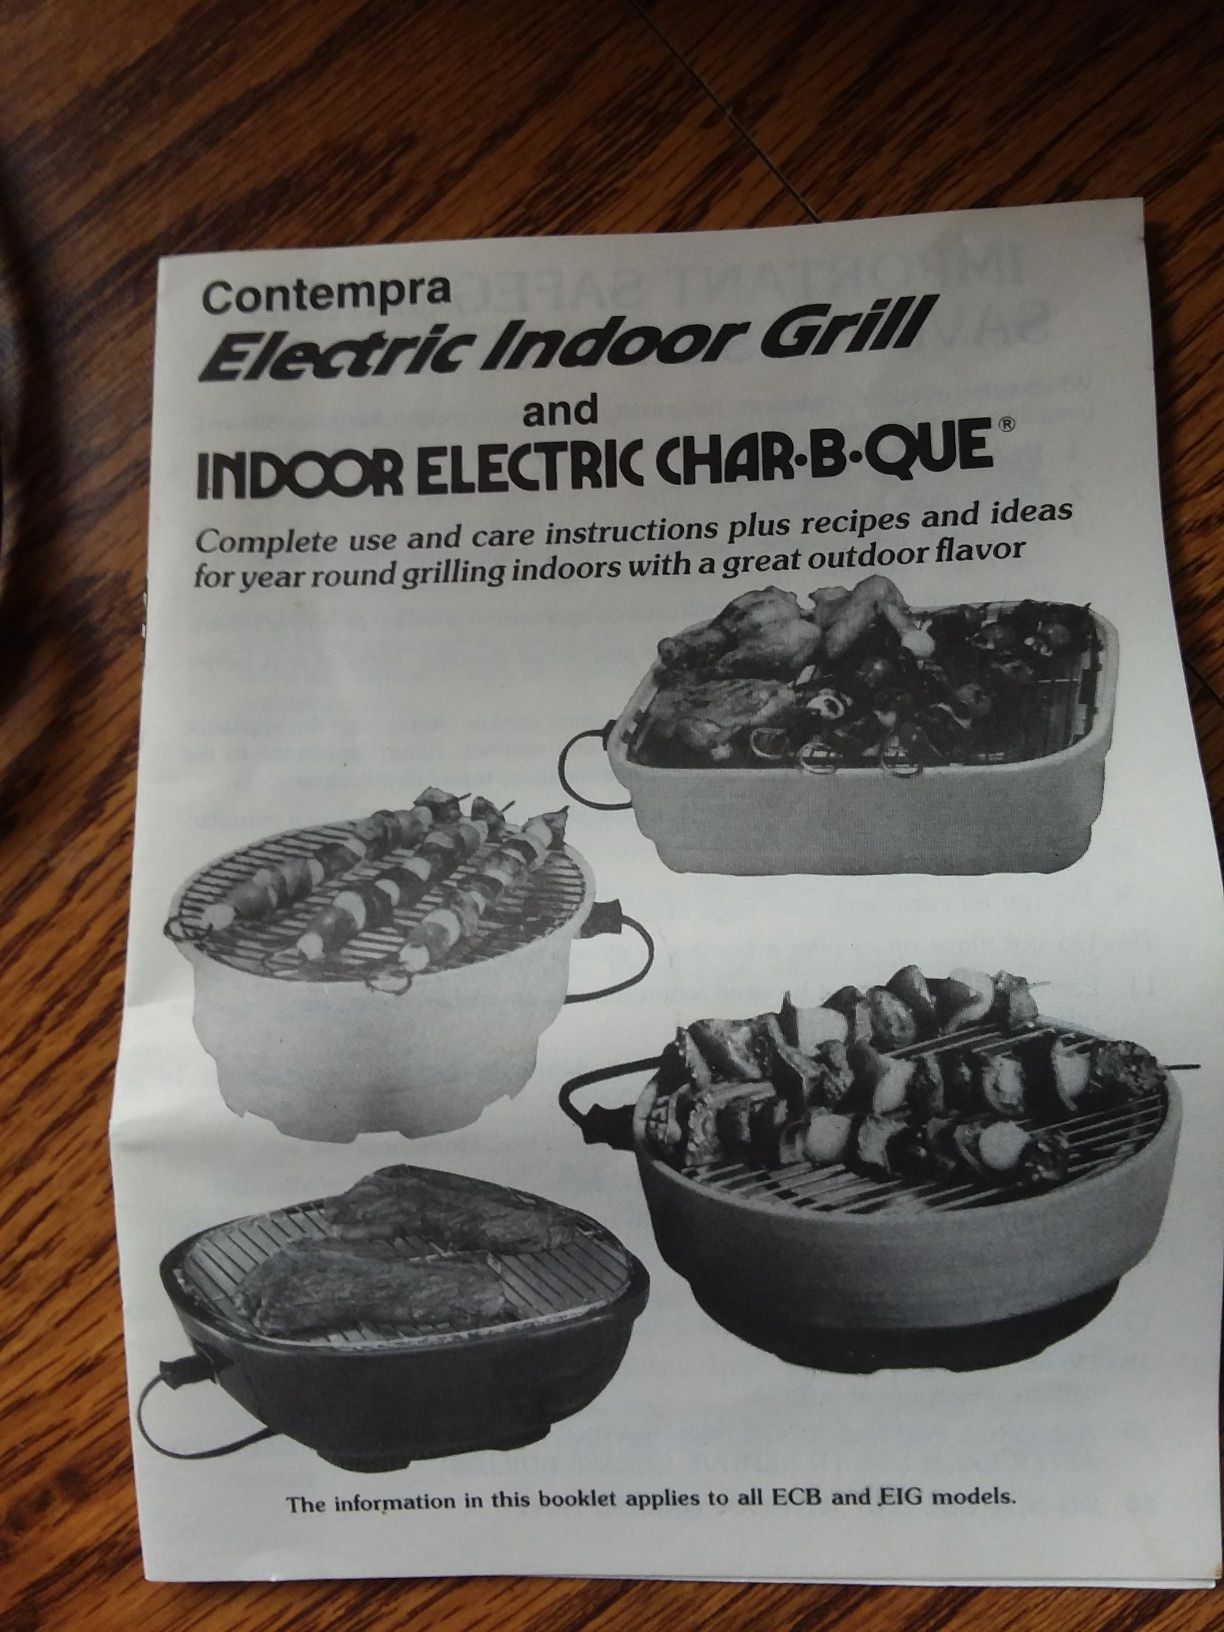 Contempra
Electric Indoor Grill
and
INDOOR ELECTRIC CHAR·B·QUE®
Complete use and care instructions plus recipes and ideas
for year round grilling indoors with a great outdoor flavor
The information in this booklet applies to all ECB and EIG models.